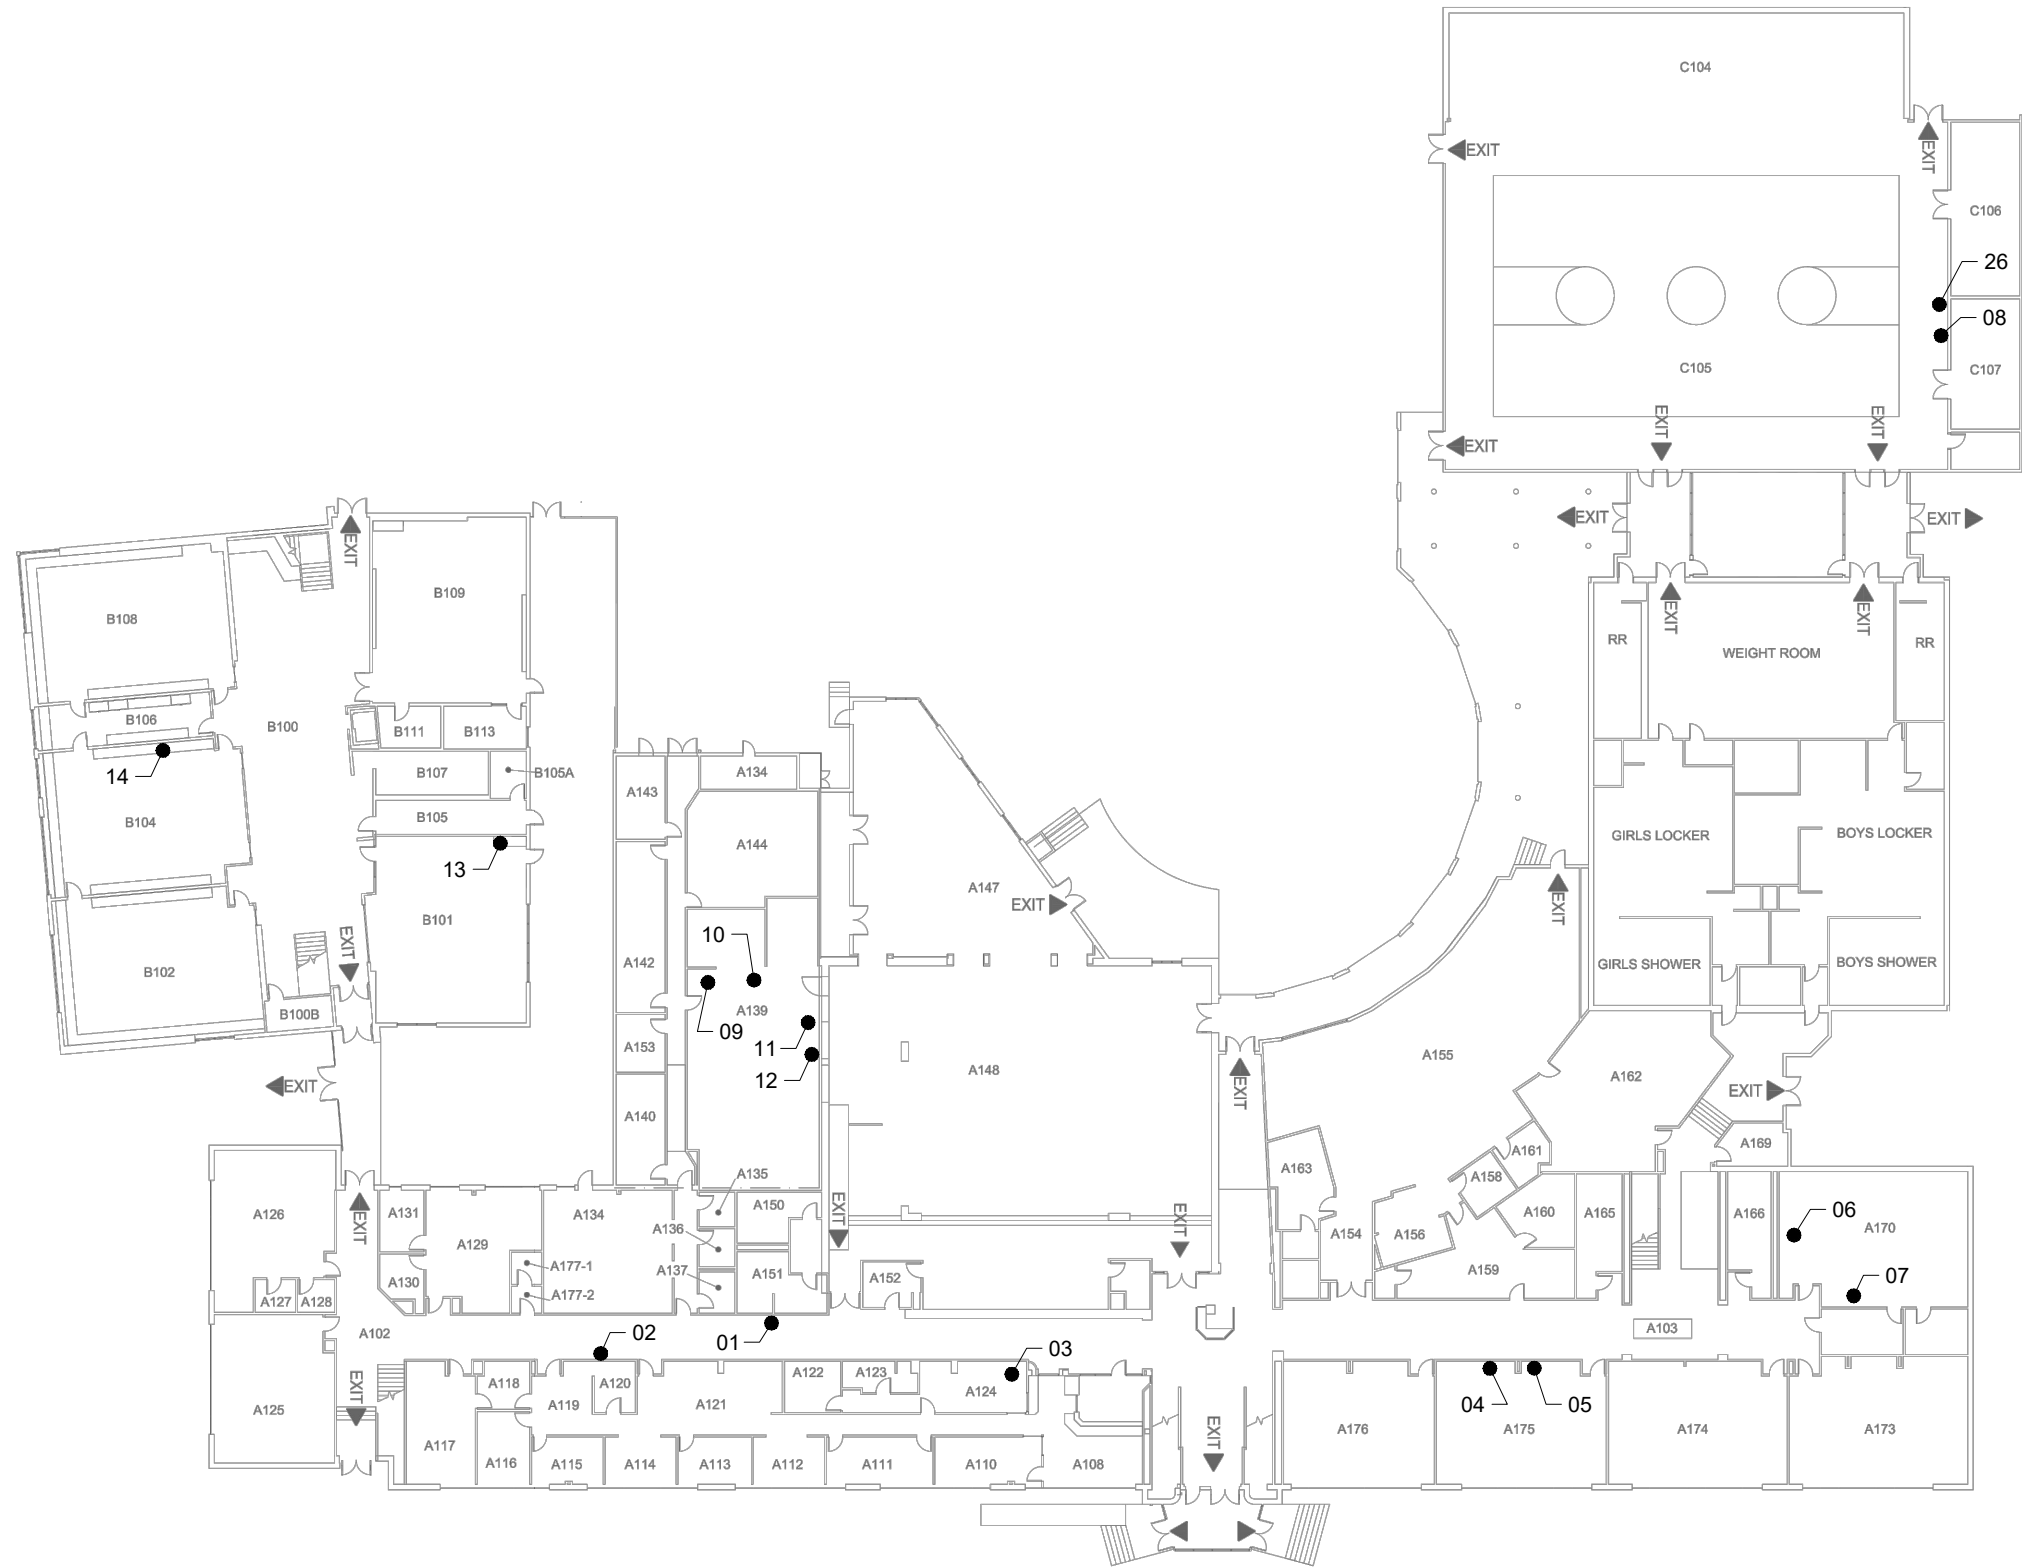 C104
EXIT
EXIT
C106
26
08
C105
C107
EXIT
EXIT
EXIT
EXIT
EXIT
EXIT
B109
B108
EXIT
EXIT
RR
WEIGHT ROOM
RR
B106
B100
B111
B113
14
B107
B105A
A134
A143
B104
B105
GIRLS LOCKER
BOYS LOCKER
A144
13
A147
EXIT
EXIT
B101
10
EXIT
B102
A142
GIRLS SHOWER
BOYS SHOWER
B100B
A139
09
11
A153
12
A148
A155
A162
EXIT
EXIT
EXIT
A140
A169
A161
A163
A135
A158
A150
A131
A126
EXIT
A134
A136
EXIT
EXIT
A160
A165
A166
06
A170
A129
A154
A156
A177-1
A130
A137
A151
A152
A159
07
A177-2
A127
A128
A102
02
01
A103
03
A122
A123
A118
A120
A124
EXIT
A119
A121
04
05
A125
A176
A175
A174
A173
A117
EXIT
A116
A115
A114
A113
A112
A111
A110
A108